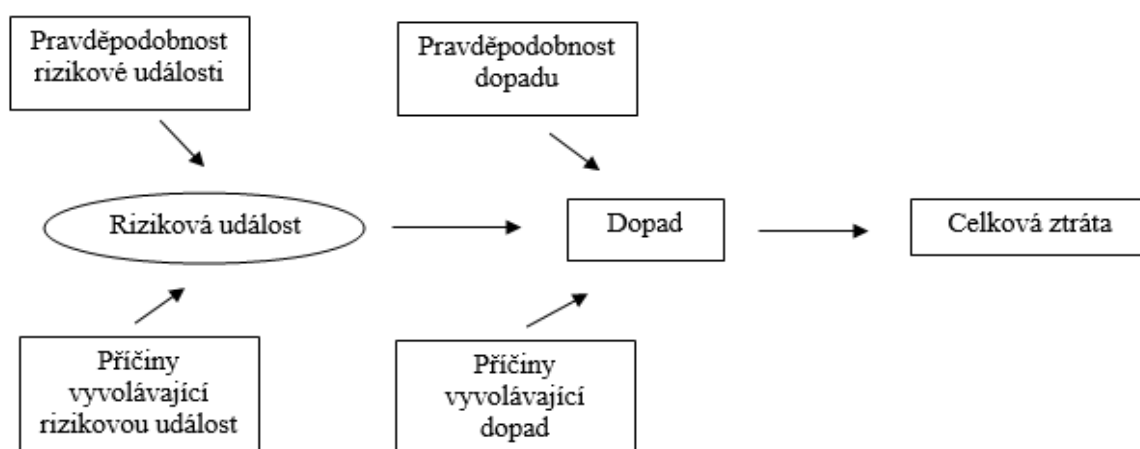 Pravděpodobnost
rizikové události
Pravděpodobnost
dopadu
Riziková událost
Dopad
Celková ztráta
Příčiny
vyvolávající
rizikovou událost
Příčiny
vyvolávající
dopad